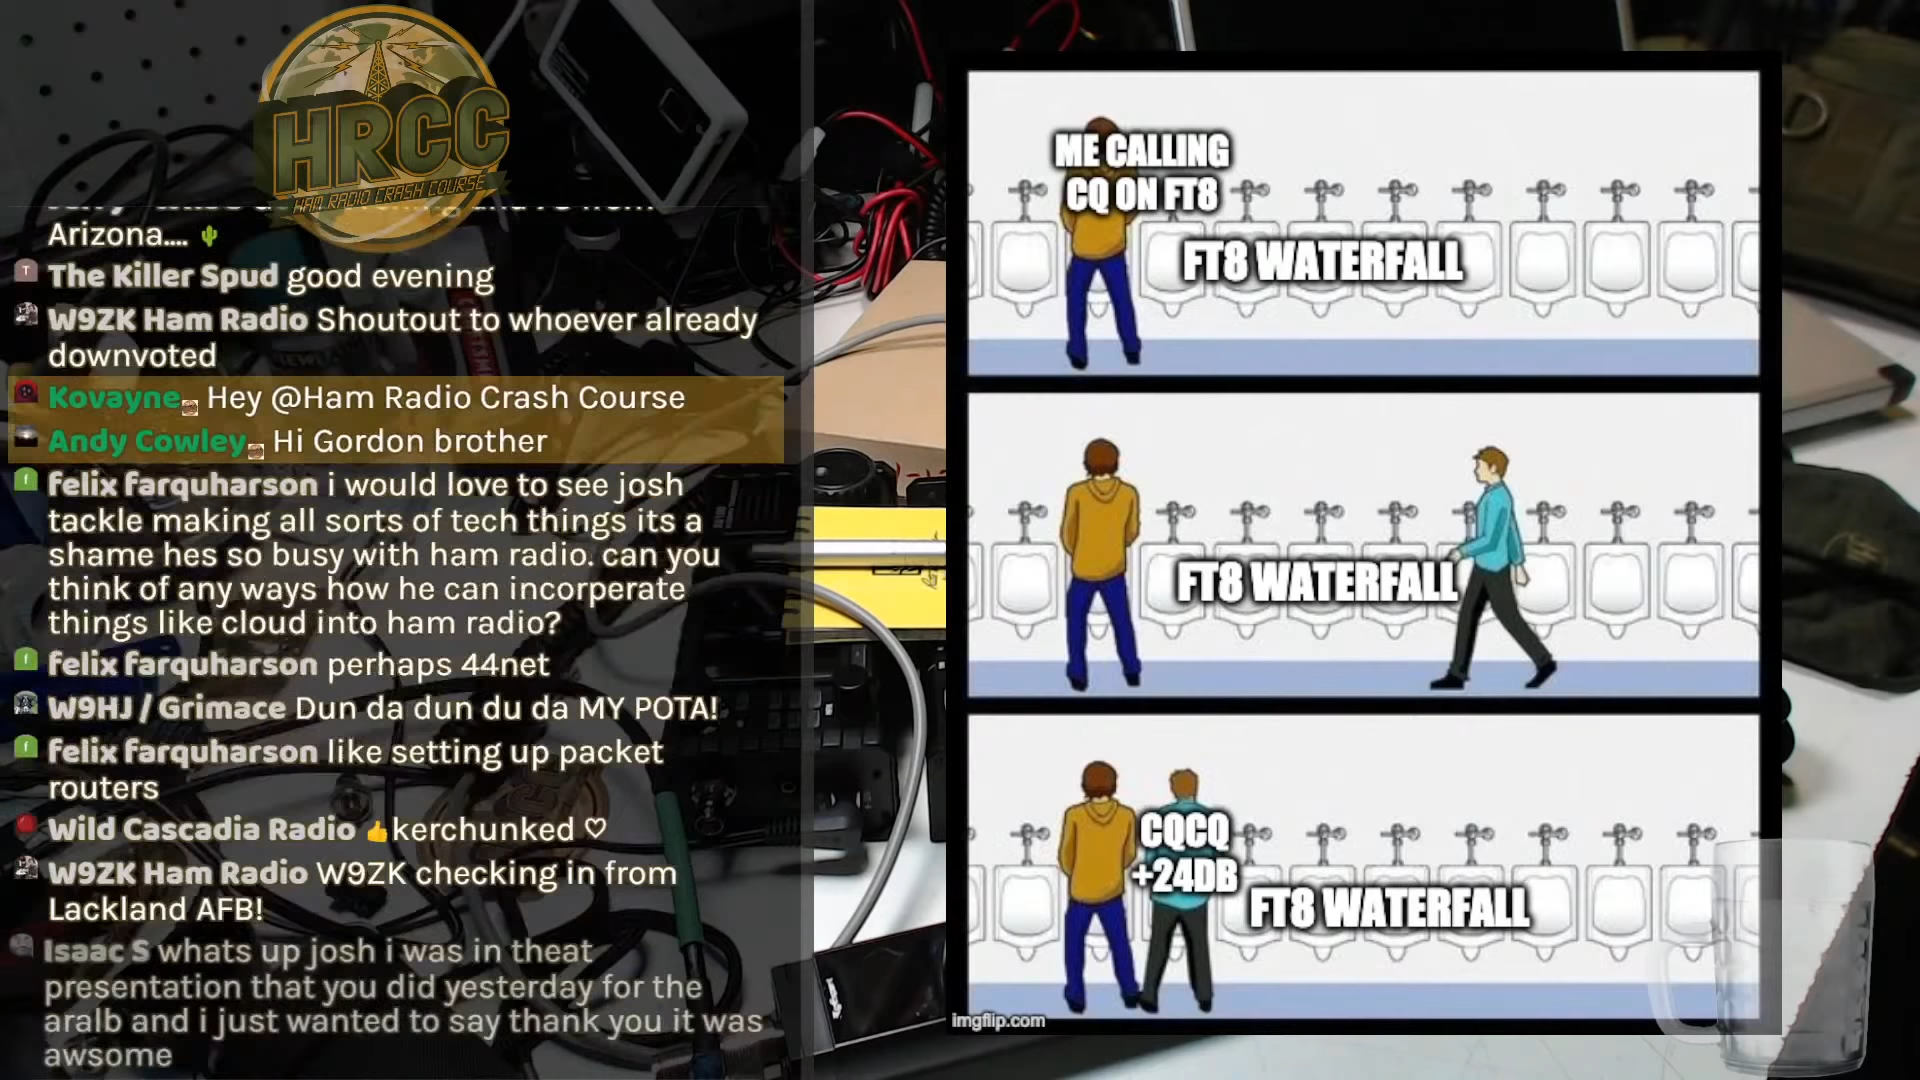 HRCC
HAM RADIO CRASH COURSE
Arizona.... 🌵
The Killer Spud good evening
W9ZK Ham Radio Shoutout to whoever already
downvoted
Kovayne Hey @Ham Radio Crash Course
Andy Cowley Hi Gordon brother
felix farquharson i would love to see josh
tackle making all sorts of tech things its a
shame hes so busy with ham radio. can you
think of any ways how he can incorperate
things like cloud into ham radio?
felix farquharson perhaps 44net
W9HJ / Grimace Dun da dun du da MY POTA!
felix farquharson like setting up packet
routers
Wild Cascadia Radio 👍kerchunked ♡
W9ZK Ham Radio W9ZK checking in from
Lackland AFB!
Isaac S whats up josh i was in theat
presentation that you did yesterday for the
aralb and i just wanted to say thank you it was
awsome
ME CALLING
CQ ON FT8
FT8 WATERFALL
FT8 WATERFALL
CQCQ
+24DB
FT8 WATERFALL
imgflip.com